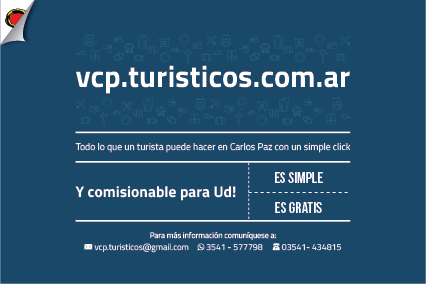 vcp.turisticos.com.ar
Todo lo que un turista puede hacer en Carlos Paz con un simple click
Y comisionable para Ud!
ES SIMPLE
ES GRATIS
Para más información comuníquese a:
vcp.turisticos@gmail.com 3541 - 577798 03541- 434815